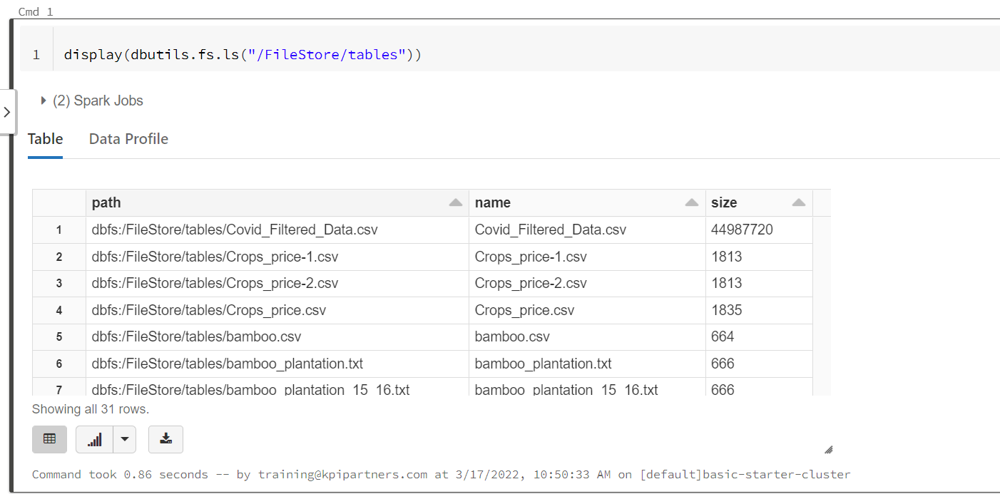 Cmd 1
1 display(dbutils.fs.ls("/FileStore/tables"))
(2) Spark Jobs
Table Data Profile
path name size
1 dbfs:/FileStore/tables/Covid_Filtered_Data.csv Covid_Filtered_Data.csv 44987720
2 dbfs:/FileStore/tables/Crops_price-1.csv Crops_price-1.csv 1813
3 dbfs:/FileStore/tables/Crops_price-2.csv Crops_price-2.csv 1813
4 dbfs:/FileStore/tables/Crops_price.csv Crops_price.csv 1835
5 dbfs:/FileStore/tables/bamboo.csv bamboo.csv 664
6 dbfs:/FileStore/tables/bamboo_plantation.txt bamboo_plantation.txt 666
7 dbfs:/FileStore/tables/bamboo_plantation_15_16.txt bamboo_plantation_15_16.txt 666
Showing all 31 rows.
Command took 0.86 seconds -- by training@kpipartners.com at 3/17/2022, 10:50:33 AM on [default]basic-starter-cluster